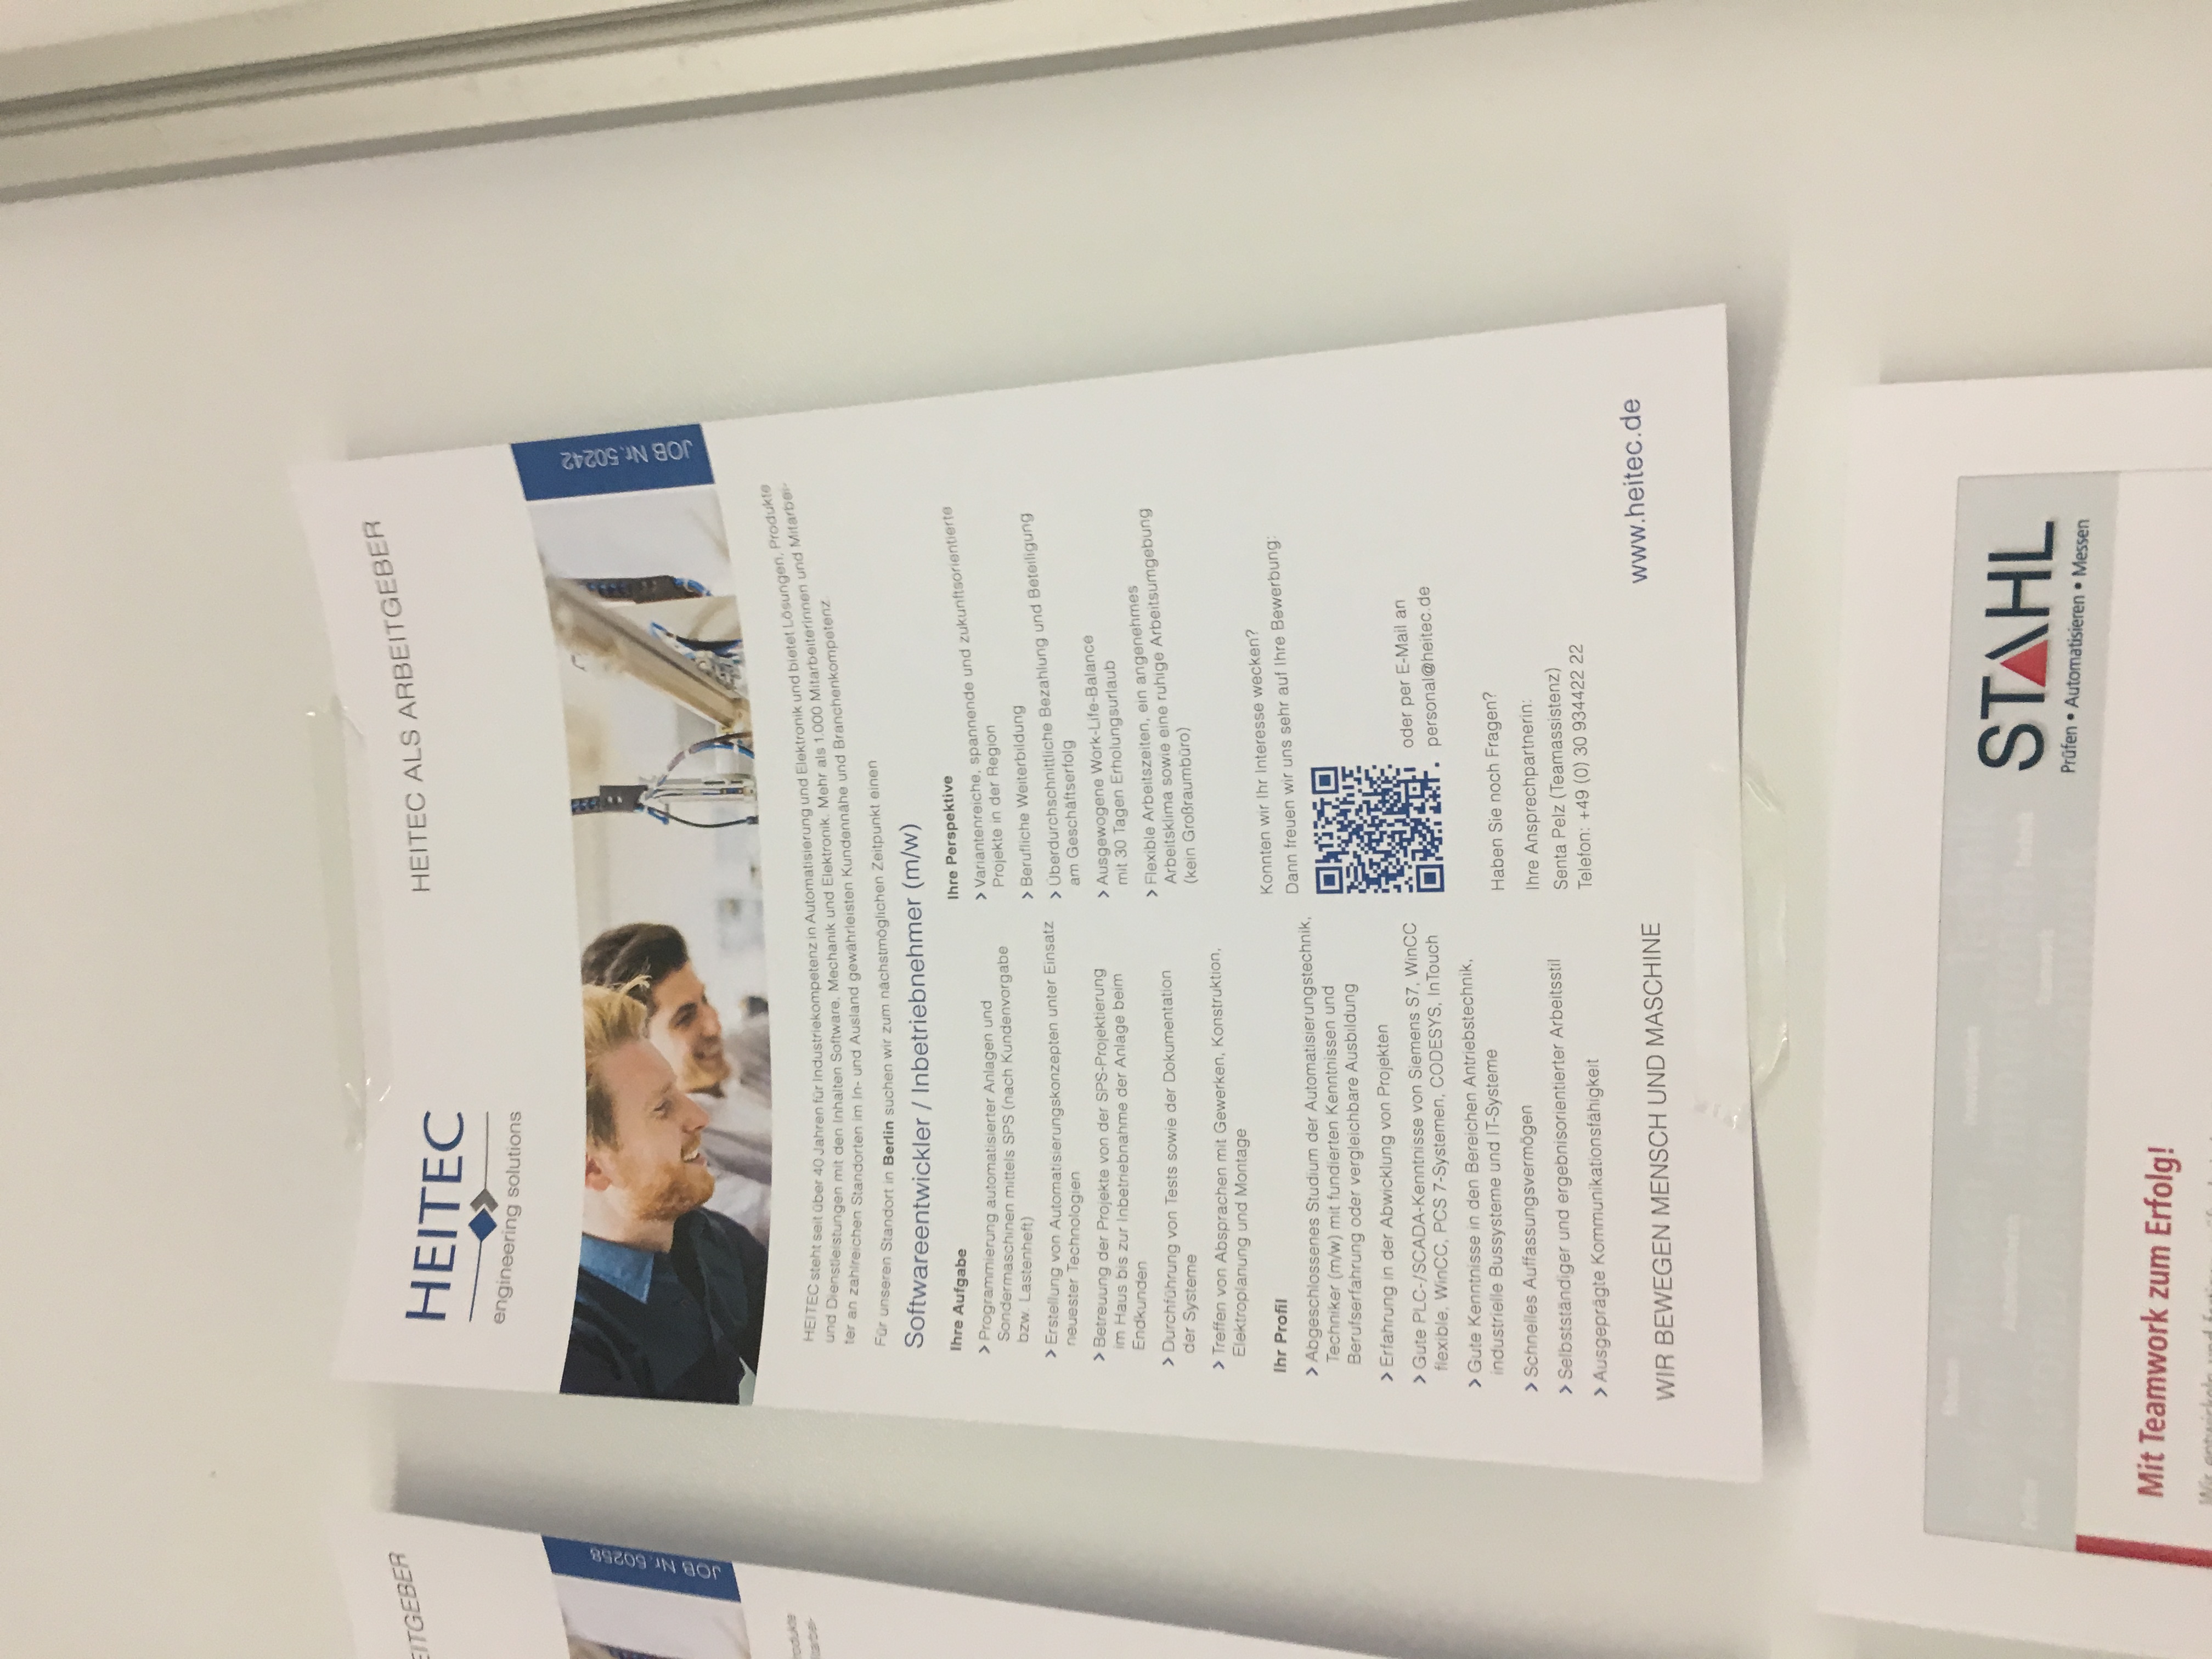 EITGEBER
JOB Nr. 50258
rodukte
itarbei-
HEITEC
engineering solutions
HEITEC ALS ARBEITGEBER
JOB Nr. 50242
HEITEC steht seit über 40 Jahren für Industriekompetenz in Automatisierung und Elektronik und bietet Lösungen, Produkte
und Dienstleistungen mit den Inhalten Software, Mechanik und Elektronik. Mehr als 1.000 Mitarbeiterinnen und Mitarbei-
ter an zahlreichen Standorten im In- und Ausland gewährleisten Kundennähe und Branchenkompetenz.
Für unseren Standort in Berlin suchen wir zum nächstmöglichen Zeitpunkt einen
Softwareentwickler / Inbetriebnehmer (m/w)
Ihre Aufgabe
> Programmierung automatisierter Anlagen und
Sondermaschinen mittels SPS (nach Kundenvorgabe
bzw. Lastenheft)
> Erstellung von Automatisierungskonzepten unter Einsatz
neuester Technologien
> Betreuung der Projekte von der SPS-Projektierung
im Haus bis zur Inbetriebnahme der Anlage beim
Endkunden
> Durchführung von Tests sowie der Dokumentation
der Systeme
> Treffen von Absprachen mit Gewerken, Konstruktion,
Elektroplanung und Montage
Ihr Profil
> Abgeschlossenes Studium der Automatisierungstechnik,
Techniker (m/w) mit fundierten Kenntnissen und
Berufserfahrung oder vergleichbare Ausbildung
> Erfahrung in der Abwicklung von Projekten
> Gute PLC-/SCADA-Kenntnisse von Siemens S7, WinCC
flexible, WinCC, PCS 7-Systemen, CODESYS, InTouch
> Gute Kenntnisse in den Bereichen Antriebstechnik,
industrielle Bussysteme und IT-Systeme
> Schnelles Auffassungsvermögen
> Selbstständiger und ergebnisorientierter Arbeitsstil
> Ausgeprägte Kommunikationsfähigkeit
Ihre Perspektive
> Variantenreiche, spannende und zukunftsorientierte
Projekte in der Region
> Berufliche Weiterbildung
> Überdurchschnittliche Bezahlung und Beteiligung
am Geschäftserfolg
> Ausgewogene Work-Life-Balance
mit 30 Tagen Erholungsurlaub
> Flexible Arbeitszeiten, ein angenehmes
Arbeitsklima sowie eine ruhige Arbeitsumgebung
(kein Großraumbüro)
Konnten wir Ihr Interesse wecken?
Dann freuen wir uns sehr auf Ihre Bewerbung:
oder per E-Mail an
personal@heitec.de
Haben Sie noch Fragen?
Ihre Ansprechpartnerin:
Senta Pelz (Teamassistenz)
Telefon: +49 (0) 30 934422 22
WIR BEWEGEN MENSCH UND MASCHINE
www.heitec.de
STAHL
Prüfen • Automatisieren • Messen
Mit Teamwork zum Erfolg!
Wir entwickeln und fertigen